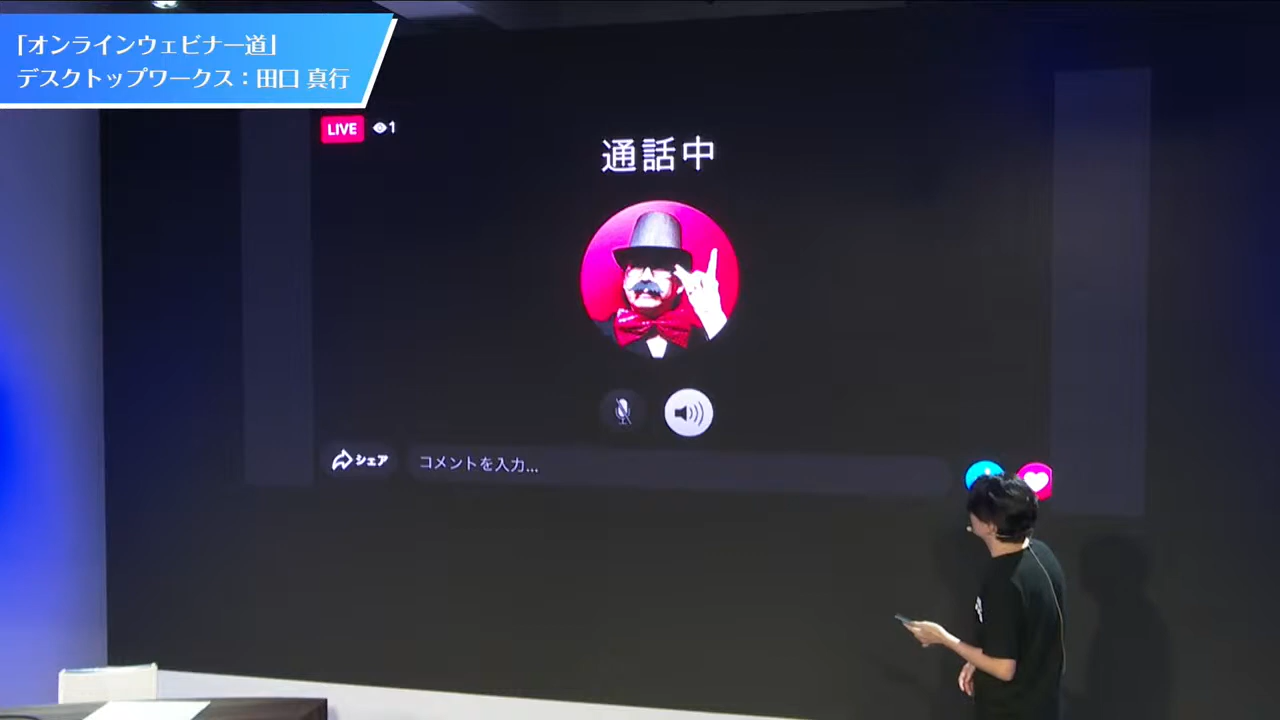 「オンラインウェビナー道」
デスクトップワークス:田口 真行
LIVE 1
通話中
シェア
コメントを入力...